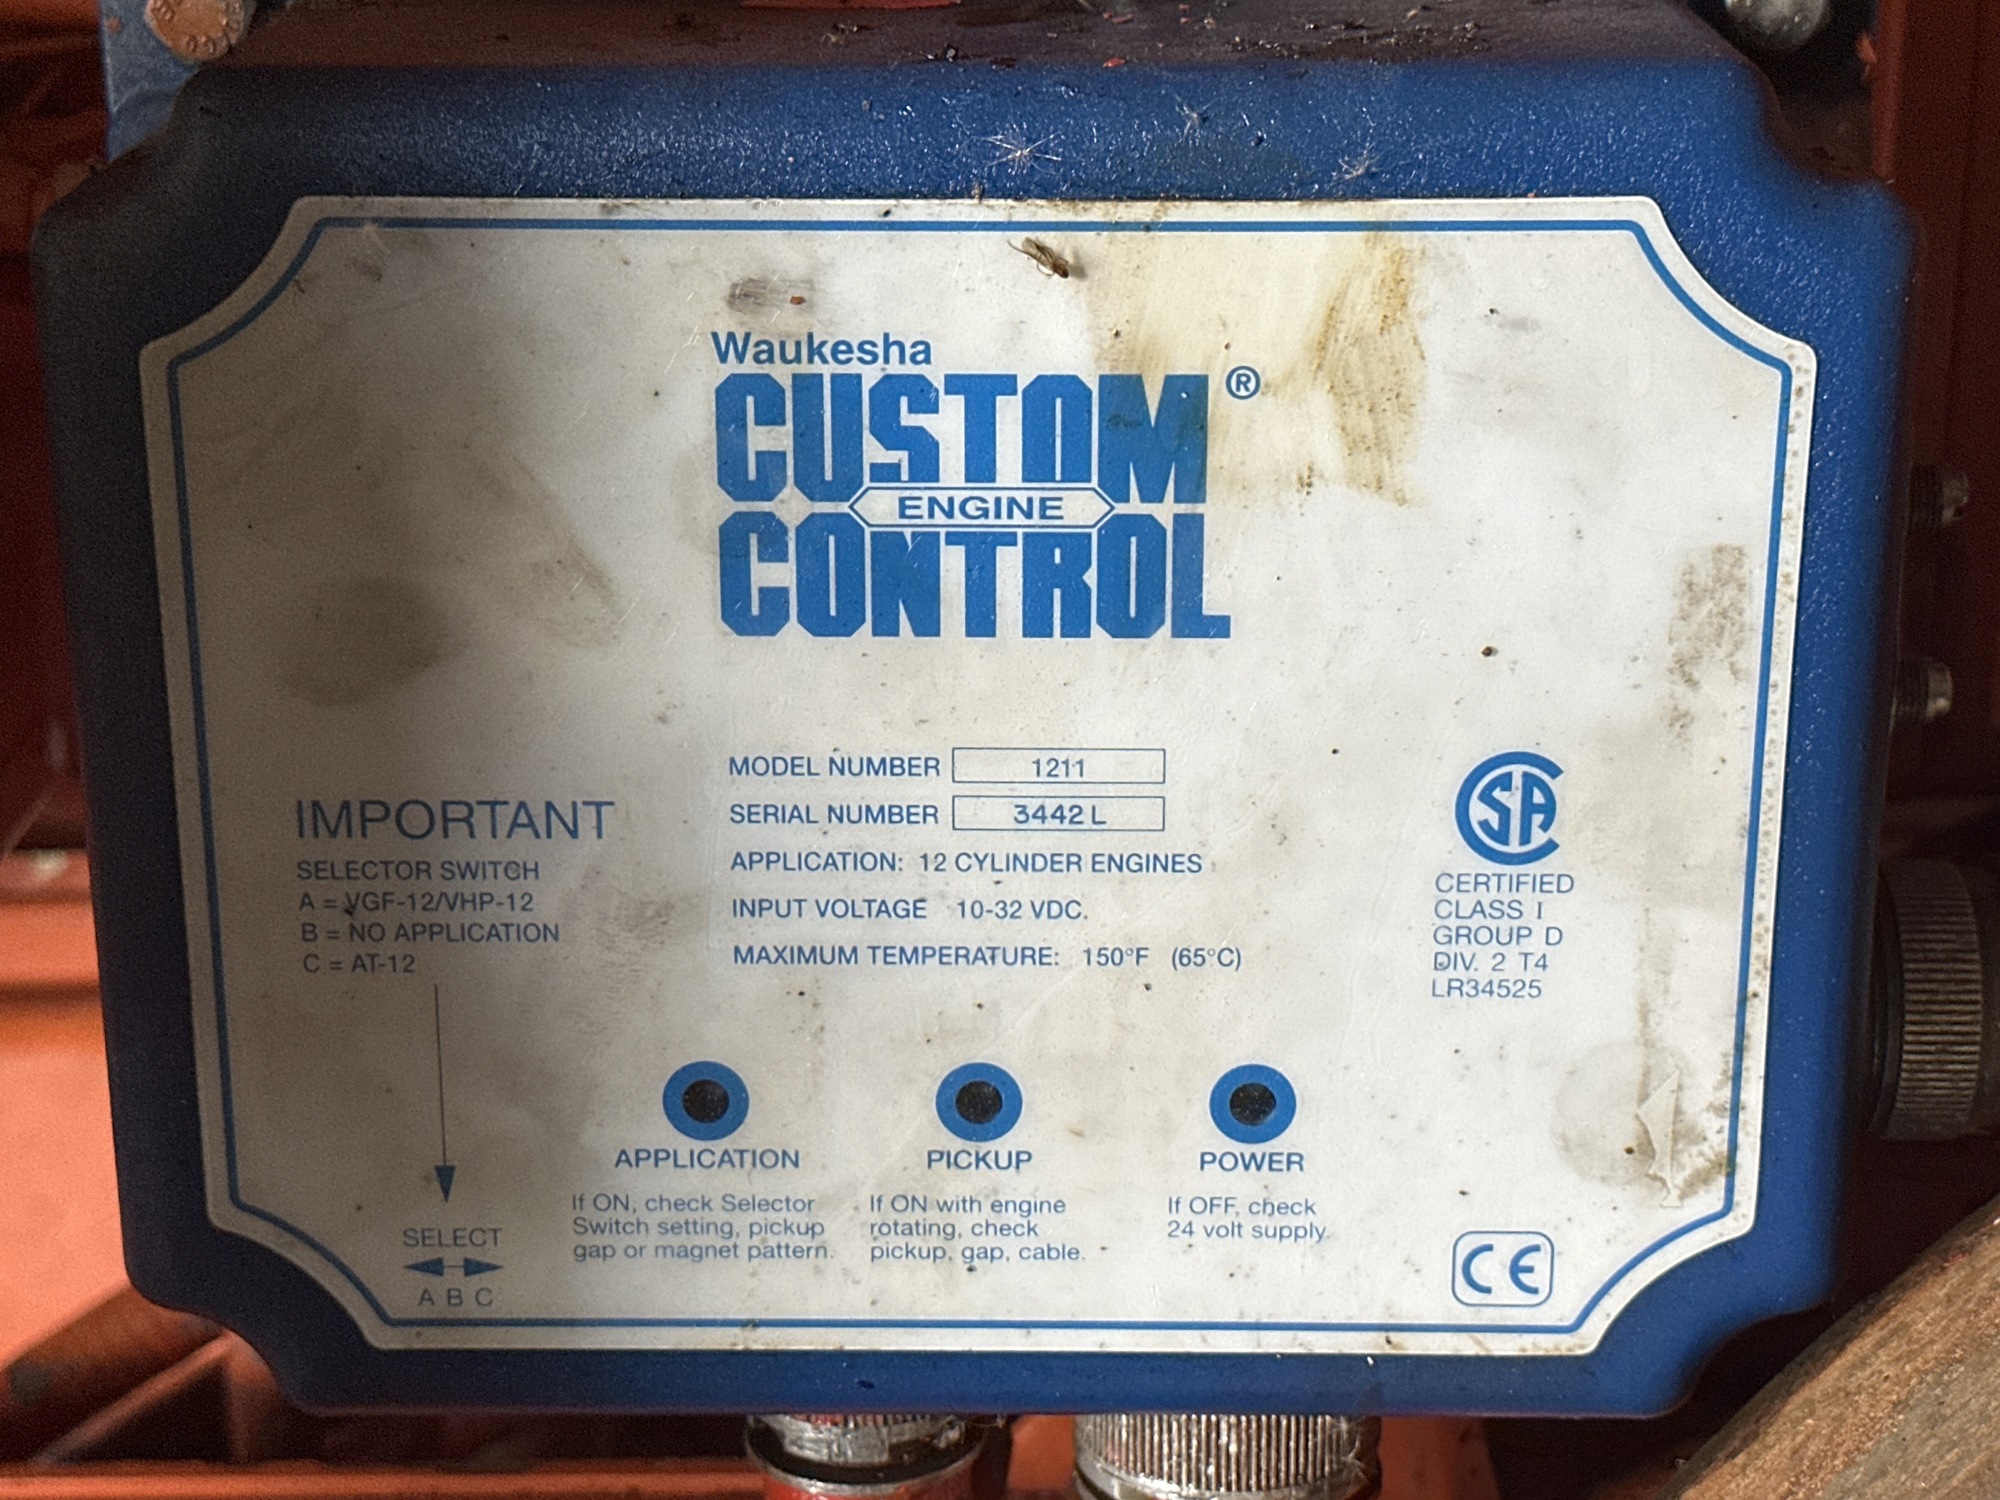 Waukesha
CUSTOM ®
ENGINE
CONTROL
MODEL NUMBER 1211
SERIAL NUMBER 3442 L
APPLICATION: 12 CYLINDER ENGINES
INPUT VOLTAGE 10-32 VDC.
MAXIMUM TEMPERATURE: 150°F (65°C)
IMPORTANT
SELECTOR SWITCH
A = VGF-12/VHP-12
B = NO APPLICATION
C = AT-12
SELECT
A B C
APPLICATION
If ON, check Selector
Switch setting, pickup
gap or magnet pattern.
PICKUP
If ON with engine
rotating, check
pickup, gap, cable.
POWER
If OFF, check
24 volt supply.
SA
CERTIFIED
CLASS I
GROUP D
DIV. 2 T4
LR34525
CE